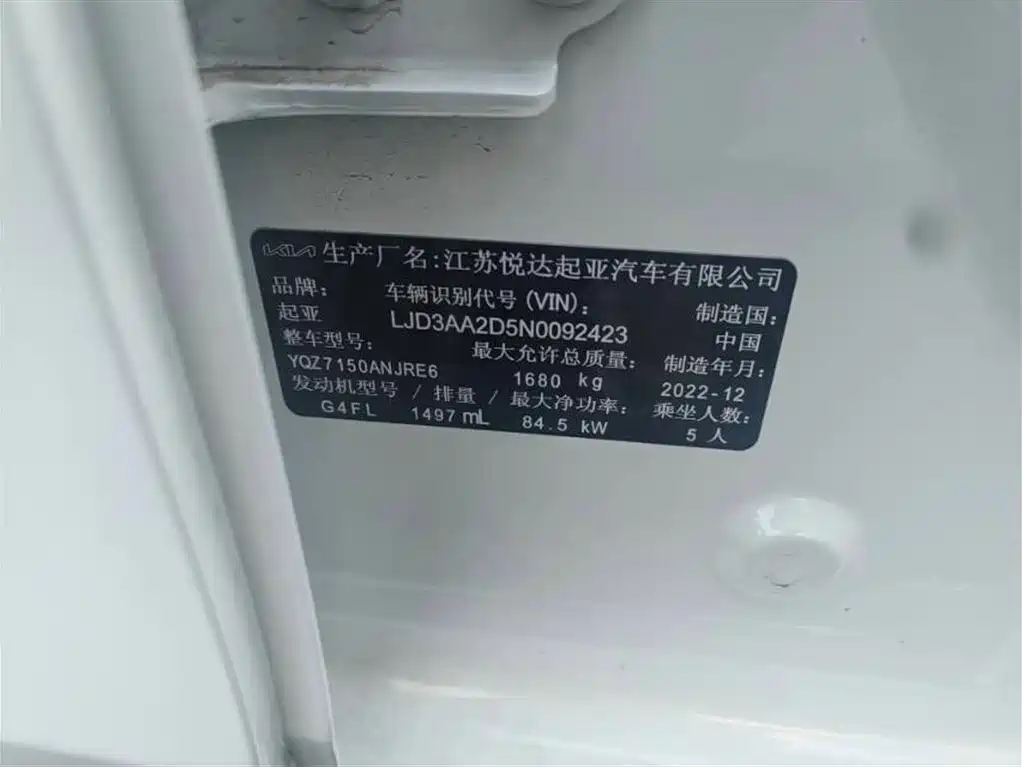 KIA 生产厂名:江苏悦达起亚汽车有限公司
品牌: 车辆识别代号(VIN): 制造国:
起亚 LJD3AA2D5N0092423 中国
整车型号: 最大允许总质量: 制造年月:
YQZ7150ANJRE6 1680 kg 2022-12
发动机型号 / 排量 / 最大净功率: 乘坐人数:
G4FL 1497 mL 84.5 kW 5 人